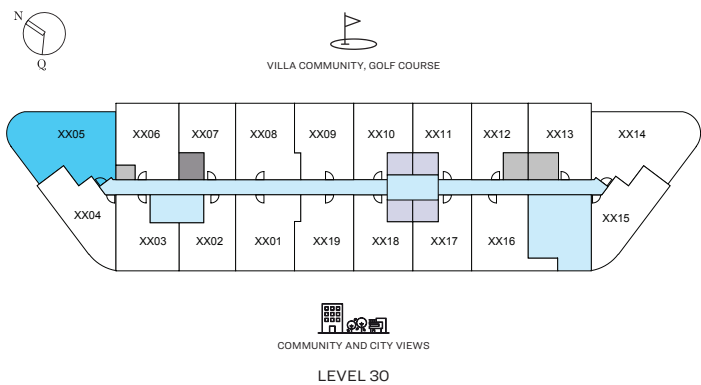 N
Q
VILLA COMMUNITY, GOLF COURSE
XX05
XX06
XX07
XX08
XX09
XX10
XX11
XX12
XX13
XX14
XX04
XX03
XX02
XX01
XX19
XX18
XX17
XX16
XX15
COMMUNITY AND CITY VIEWS
LEVEL 30